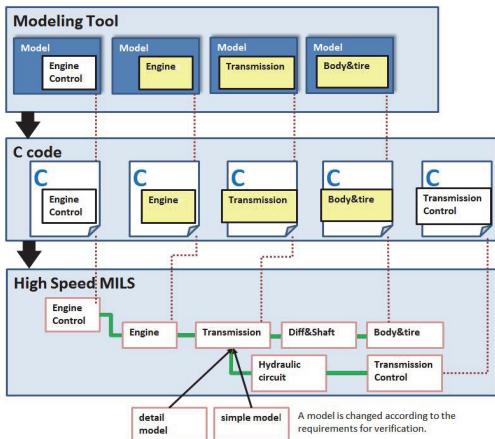 Modeling Tool
Model
Engine
Control
Model
Engine
Model
Transmission
Model
Body&tire
C code
C
Engine
Control
C
Engine
C
Transmission
C
Body&tire
C
Transmission
Control
High Speed MILS
Engine
Control
Engine
Transmission
Diff&Shaft
Body&tire
Hydraulic
circuit
Transmission
Control
detail
model
simple model
A model is changed according to the
requirements for verification.